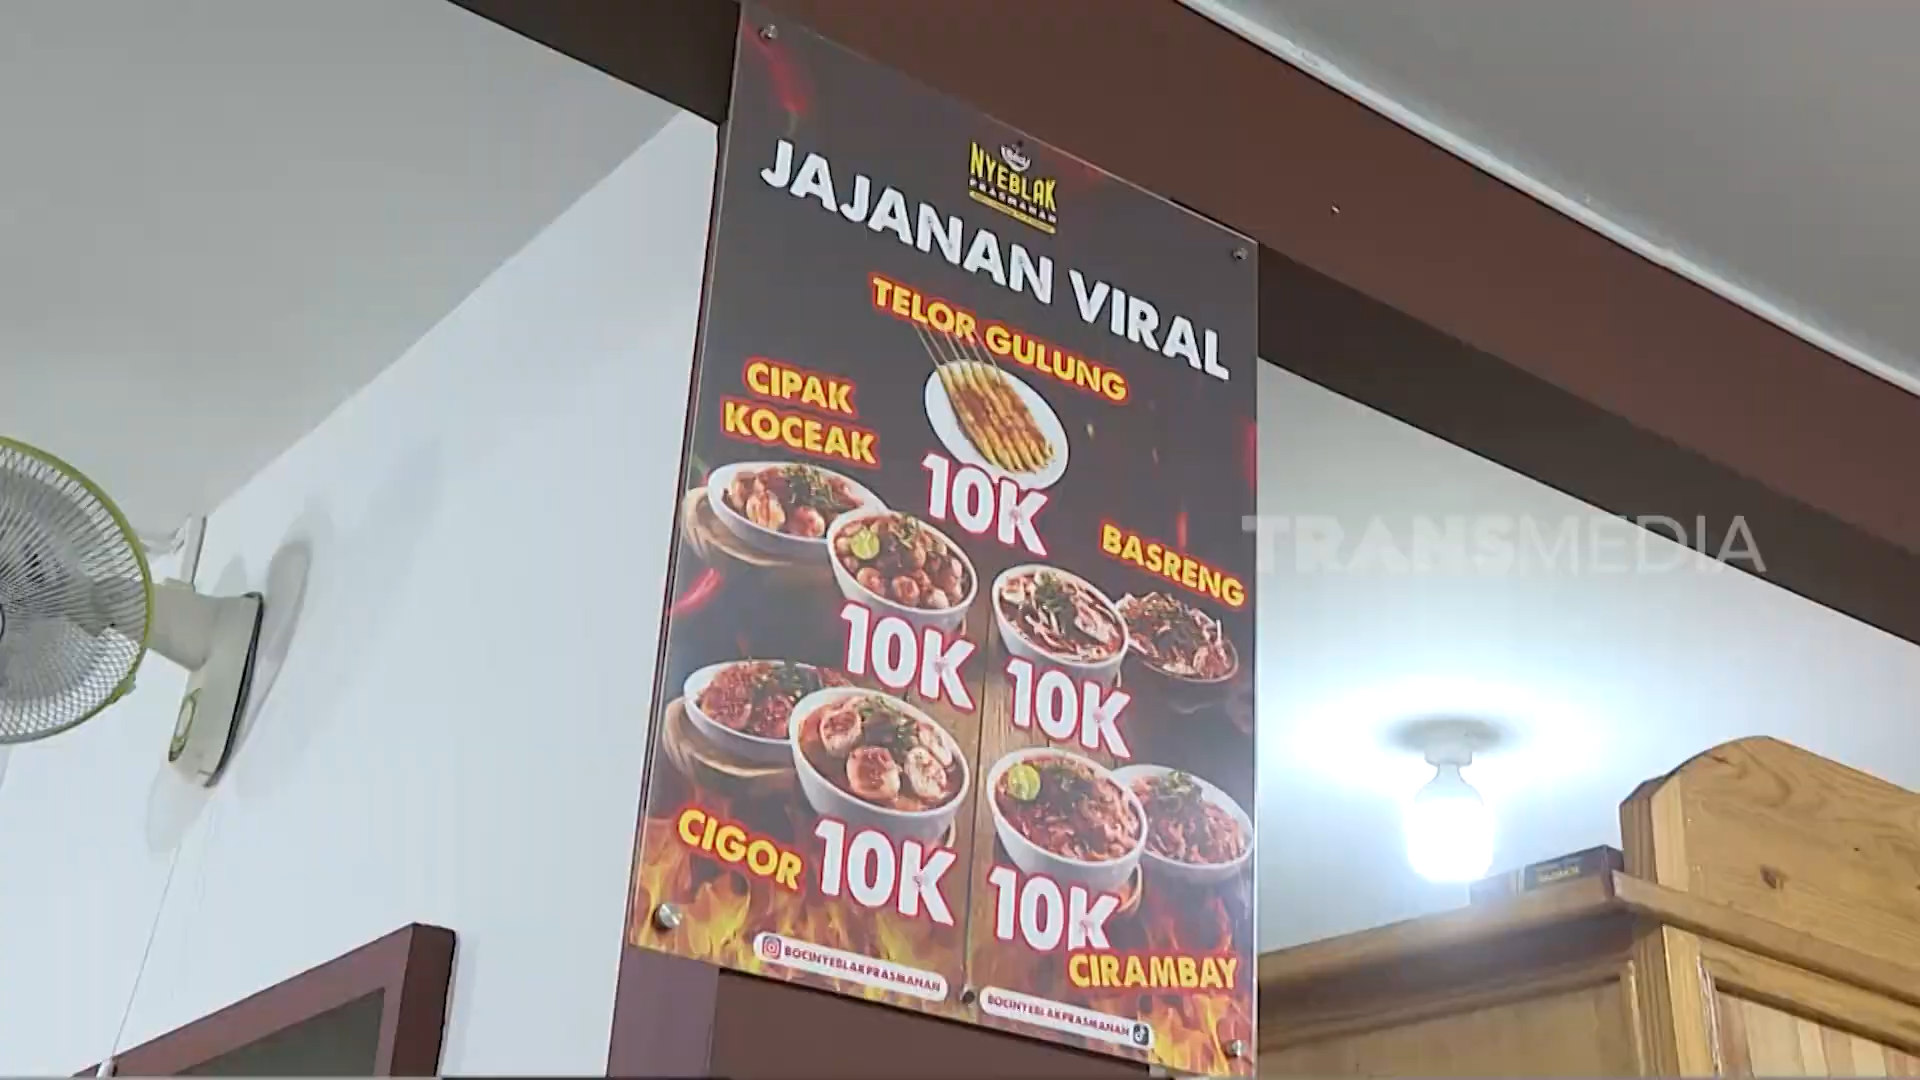 NYEBLAK
PRASMANAN
JAJANAN VIRAL
TELOR GULUNG
10K
CIPAK
KOCEAK
10K
BASRENG
10K
CIGOR
10K
10K
CIRAMBAY
BOCINYEBLAKPRASMANAN
BOCINYEBLAKPRASMANAN
TRANSMEDIA